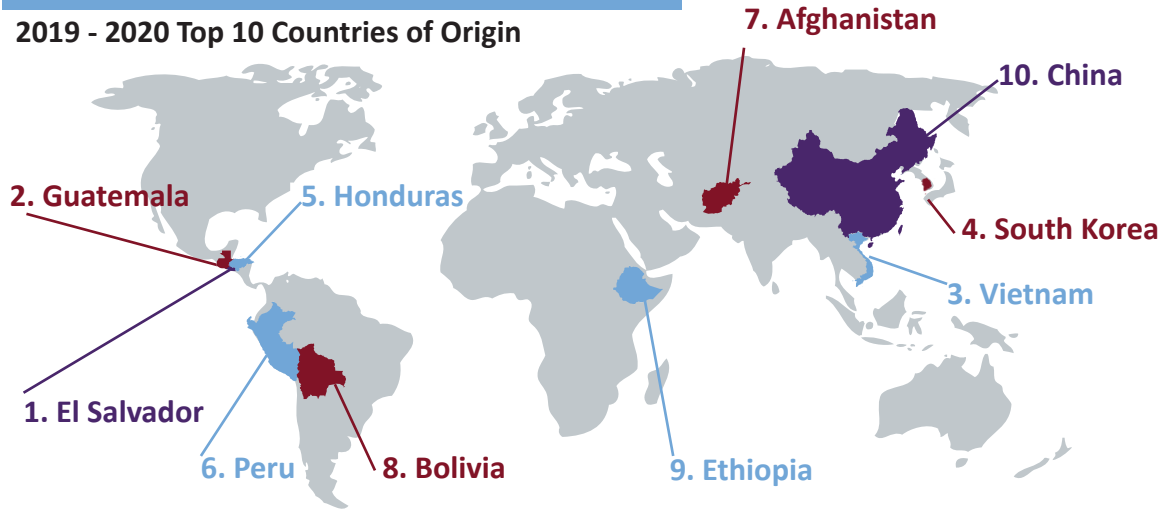 2019 - 2020 Top 10 Countries of Origin
7. Afghanistan
10. China
2. Guatemala
5. Honduras
4. South Korea
3. Vietnam
1. El Salvador
6. Peru
8. Bolivia
9. Ethiopia